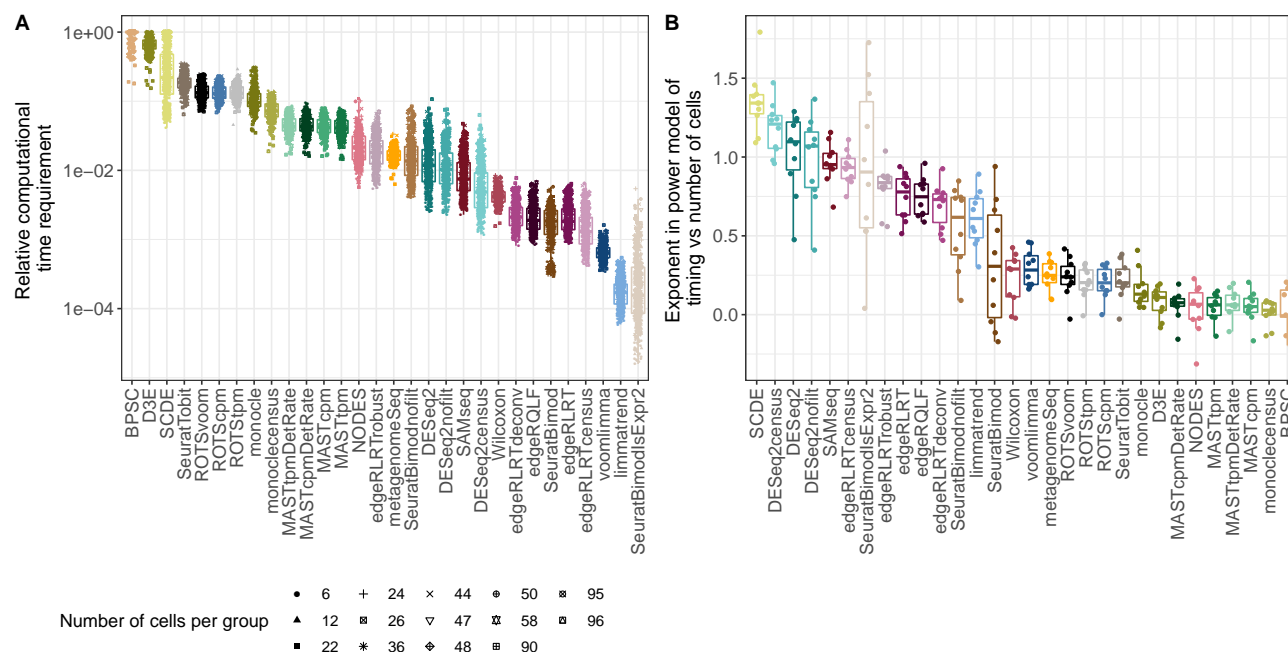 A
1e+00
1e−02
1e−04
Relative computational
time requirement
BPSC
D3E
SCDE
SeuratTobit
ROTSvoom
ROTScpm
ROTStpm
monocle
monoclecensus
MASTtpmDetRate
MASTcpmDetRate
MASTcpm
MASTtpm
NODES
edgeRLRTrobust
metagenomeSeq
SeuratBimodnofilt
DESeq2
DESeq2nofilt
SAMseq
DESeq2census
Wilcoxon
edgeRLRTdeconv
edgeRQLF
SeuratBimod
edgeRLRT
edgeRLRTcensus
voomlimma
limmatrend
SeuratBimodIsExpr2
B
1.5
1.0
0.5
0.0
Exponent in power model of
timing vs number of cells
SCDE
DESeq2census
DESeq2
DESeq2nofilt
SAMseq
edgeRLRTcensus
SeuratBimodIsExpr2
edgeRLRTrobust
edgeRLRT
edgeRQLF
edgeRLRTdeconv
SeuratBimodnofilt
limmatrend
SeuratBimod
Wilcoxon
voomlimma
metagenomeSeq
ROTSvoom
ROTStpm
ROTScpm
SeuratTobit
monocle
D3E
MASTcpmDetRate
NODES
MASTtpm
MASTtpmDetRate
MASTcpm
monoclecensus
BPSC
Number of cells per group
6 24 44 50 95
12 26 47 58 96
22 36 48 90